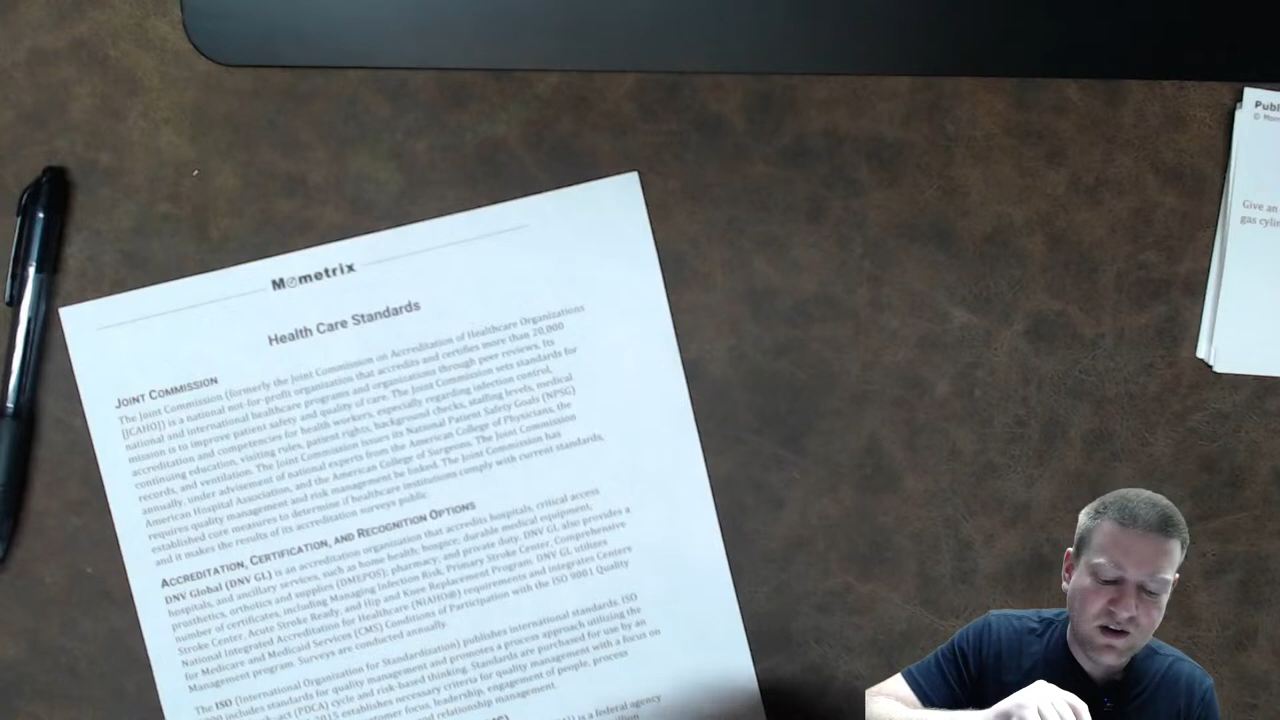 Mometrix
Health Care Standards
JOINT COMMISSION
The Joint Commission (formerly the Joint Commission on Accreditation of Healthcare Organizations
[JCAHO]) is a national not-for-profit organization that accredits and certifies more than 20,000
national and international healthcare programs and organizations through peer reviews. Its
mission is to improve patient safety and quality of care. The Joint Commission sets standards for
accreditation and competencies for health workers, especially regarding infection control,
continuing education, visiting rules, patient rights, background checks, staffing levels, medical
records, and ventilation. The Joint Commission issues its National Patient Safety Goals (NPSG)
annually, under advisement of national experts from the American College of Physicians, the
American Hospital Association, and the American College of Surgeons. The Joint Commission
requires quality management and risk management be linked. The Joint Commission has
established core measures to determine if healthcare institutions comply with current standards,
and it makes the results of its accreditation surveys public.
ACCREDITATION, CERTIFICATION, AND RECOGNITION OPTIONS
DNV Global (DNV GL) is an accreditation organization that accredits hospitals, critical access
hospitals, and ancillary services, such as home health; hospice; durable medical equipment,
prosthetics, orthotics and supplies (DMEPOS); pharmacy; and private duty. DNV GL also provides a
number of certificates, including Managing Infection Risk, Primary Stroke Center, Comprehensive
Stroke Center, Acute Stroke Ready, and Hip and Knee Replacement Program. DNV GL utilizes
National Integrated Accreditation for Healthcare (NIAHO®) requirements and integrates Centers
for Medicare and Medicaid Services (CMS) Conditions of Participation with the ISO 9001 Quality
Management program. Surveys are conducted annually.
The ISO (International Organization for Standardization) publishes international standards. ISO
includes standards for quality management and promotes a process approach utilizing the
(PDCA) cycle and risk-based thinking. Standards are purchased for use by an
2015 establishes necessary criteria for quality management with a focus on
customer focus, leadership, engagement of people, process
relationship management.
is a federal agency
Publ
Give an
gas cylin